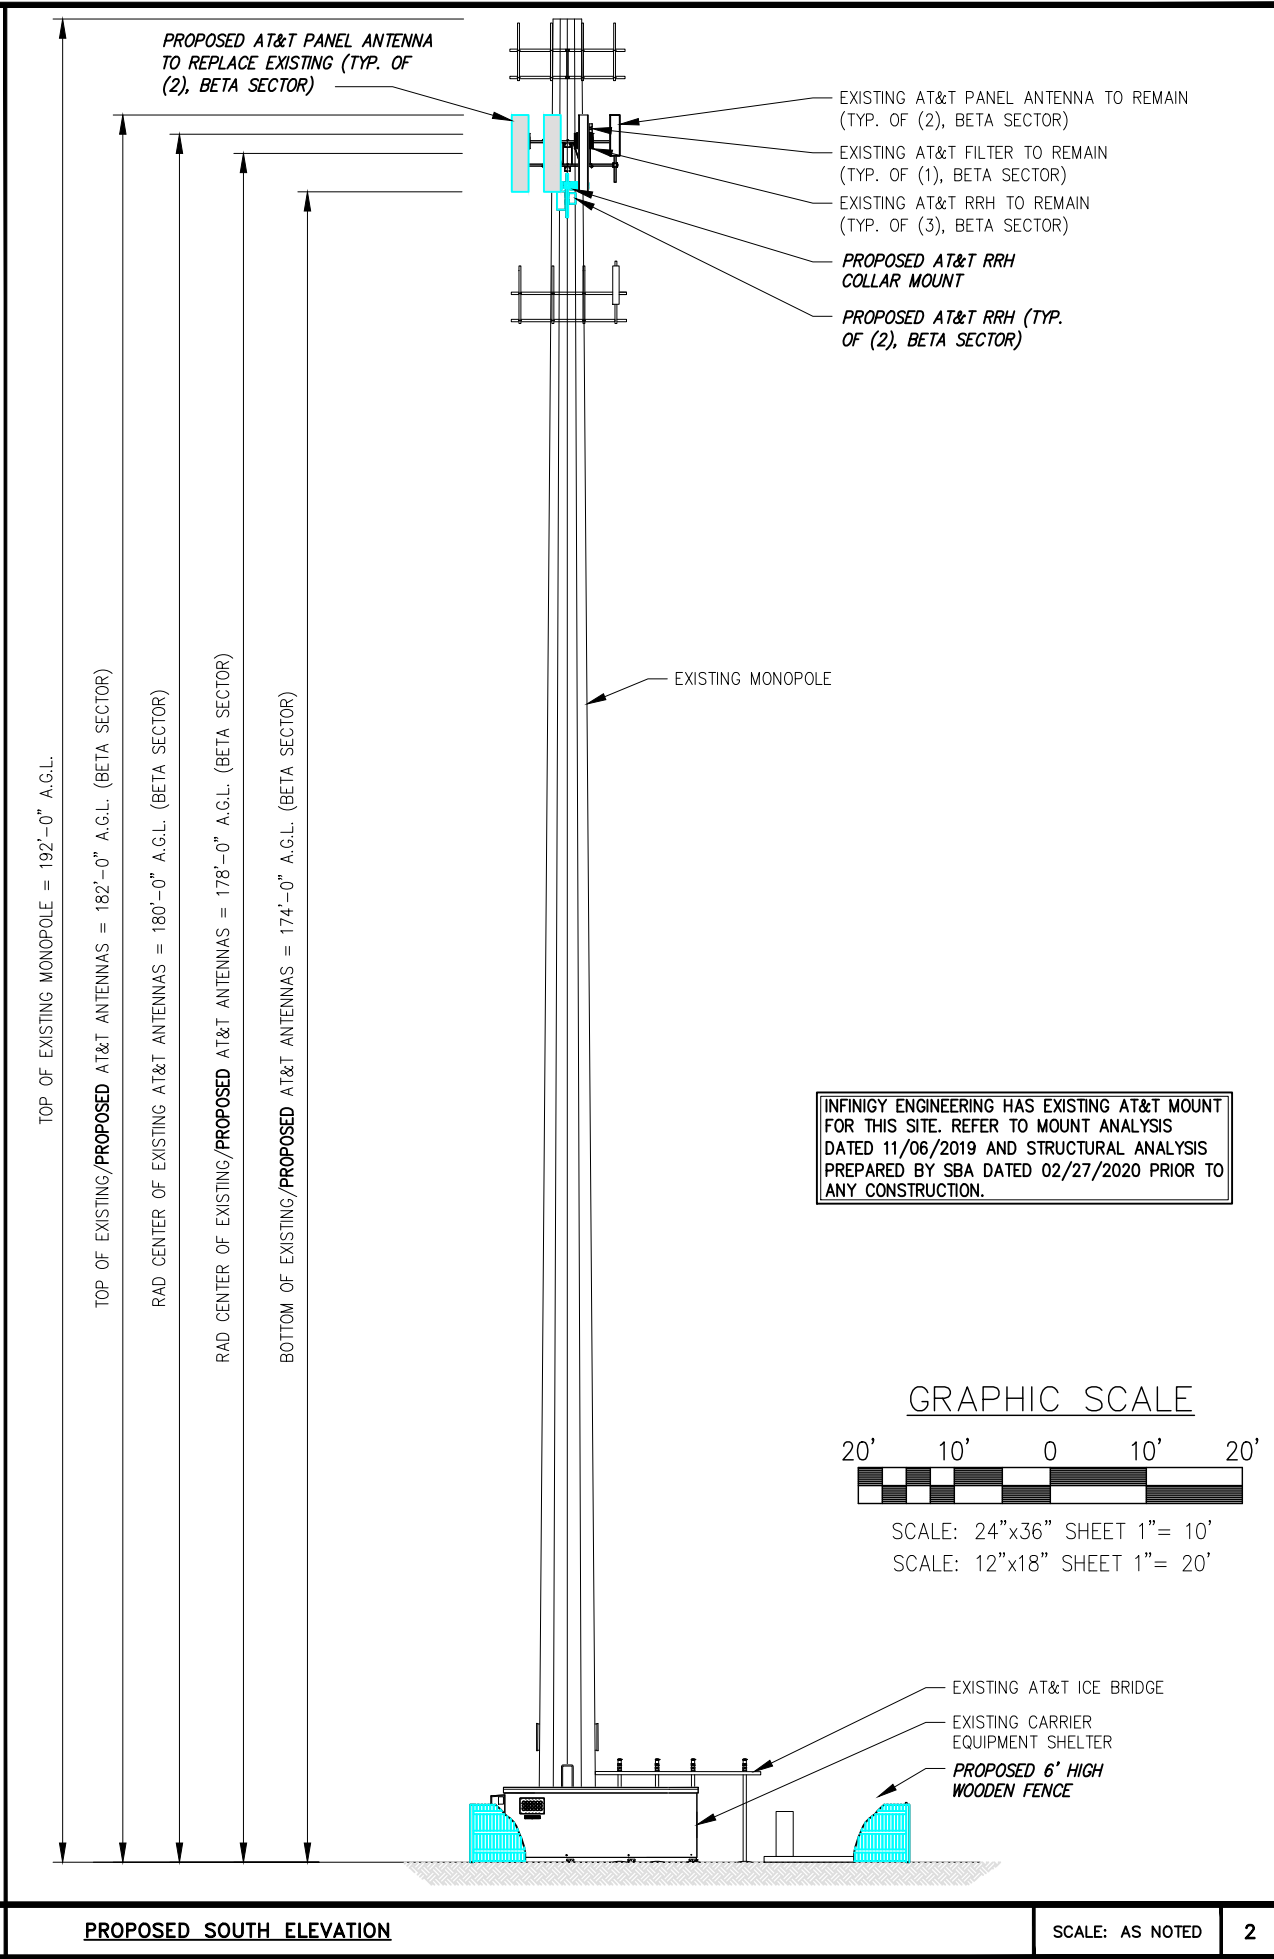 PROPOSED AT&T PANEL ANTENNA
TO REPLACE EXISTING (TYP. OF
(2), BETA SECTOR)
EXISTING AT&T PANEL ANTENNA TO REMAIN
(TYP. OF (2), BETA SECTOR)
EXISTING AT&T FILTER TO REMAIN
(TYP. OF (1), BETA SECTOR)
EXISTING AT&T RRH TO REMAIN
(TYP. OF (3), BETA SECTOR)
PROPOSED AT&T RRH
COLLAR MOUNT
PROPOSED AT&T RRH (TYP.
OF (2), BETA SECTOR)
EXISTING MONOPOLE
TOP OF EXISTING MONOPOLE = 192'-0" A.G.L.
TOP OF EXISTING/PROPOSED AT&T ANTENNAS = 182'-0" A.G.L. (BETA SECTOR)
RAD CENTER OF EXISTING AT&T ANTENNAS = 180'-0" A.G.L. (BETA SECTOR)
RAD CENTER OF EXISTING/PROPOSED AT&T ANTENNAS = 178'-0" A.G.L. (BETA SECTOR)
BOTTOM OF EXISTING/PROPOSED AT&T ANTENNAS = 174'-0" A.G.L. (BETA SECTOR)
INFINIGY ENGINEERING HAS EXISTING AT&T MOUNT
FOR THIS SITE. REFER TO MOUNT ANALYSIS
DATED 11/06/2019 AND STRUCTURAL ANALYSIS
PREPARED BY SBA DATED 02/27/2020 PRIOR TO
ANY CONSTRUCTION.
GRAPHIC SCALE
20' 10' 0 10' 20'
SCALE: 24"x36" SHEET 1"= 10'
SCALE: 12"x18" SHEET 1"= 20'
EXISTING AT&T ICE BRIDGE
EXISTING CARRIER
EQUIPMENT SHELTER
PROPOSED 6' HIGH
WOODEN FENCE
PROPOSED SOUTH ELEVATION
SCALE: AS NOTED
2